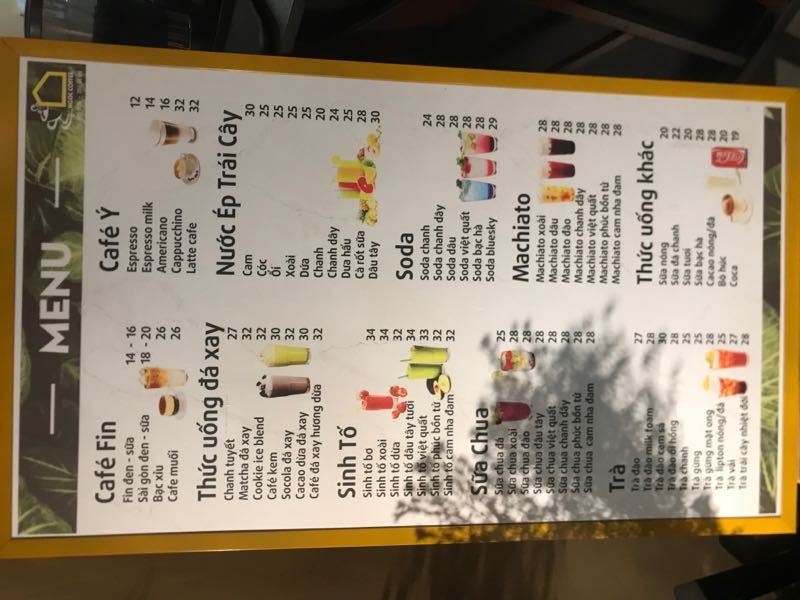 MENU
NGOC COFFEE
Café Fin
Fin đen - sữa 14 - 16
Sài gòn đen - sữa 18 - 20
Bạc xỉu 26
Cafe muối 26
Thức uống đá xay
Chanh tuyết 27
Matcha đá xay 32
Cookie ice blend 32
Café kem 30
Socola đá xay 32
Cacao dừa đá xay 30
Café đá xay hương dừa 32
Sinh Tố
Sinh tố bơ 34
Sinh tố xoài 34
Sinh tố dừa 32
Sinh tố dâu tây tươi 34
Sinh tố việt quất 33
Sinh tố phúc bồn tử 32
Sinh tố cam nha đam 32
Sữa Chua
Sữa chua đá 25
Sữa chua xoài 28
Sữa chua đào 28
Sữa chua dâu tây 28
Sữa chua việt quất 28
Sữa chua chanh dây 28
Sữa chua phúc bồn tử 28
Sữa chua cam nha đam 28
Trà
Trà đào 27
Trà đào milk foam 28
Trà đào cam sả 30
Trà đào ổi hồng 28
Trà chanh 25
Trà gừng 25
Trà gừng mật ong 28
Trà lipton nóng/đá 25
Trà vải 27
Trà trái cây nhiệt đới 28
Café Ý
Espresso 12
Espresso milk 14
Americano 16
Cappucchino 32
Latte cafe 32
Nước Ép Trái Cây
Cam 30
Cóc 25
Ổi 25
Xoài 25
Dứa 25
Chanh 20
Chanh dây 24
Dưa hấu 25
Cà rốt sữa 28
Dâu tây 30
Soda
Soda chanh 24
Soda chanh dây 28
Soda dâu 28
Soda việt quất 28
Soda bạc hà 28
Soda bluesky 29
Machiato
Machiato xoài 28
Machiato dâu 28
Machiato đào 28
Machiato chanh dây 28
Machiato việt quất 28
Machiato phúc bồn tử 28
Machiato cam nha đam 28
Thức uống khác
Sữa nóng 20
Sữa đá chanh 22
Sữa tươi 20
Sữa bạc hà 28
Cacao nóng/đá 28
Bò húc 20
Coca 19
Coca-Cola